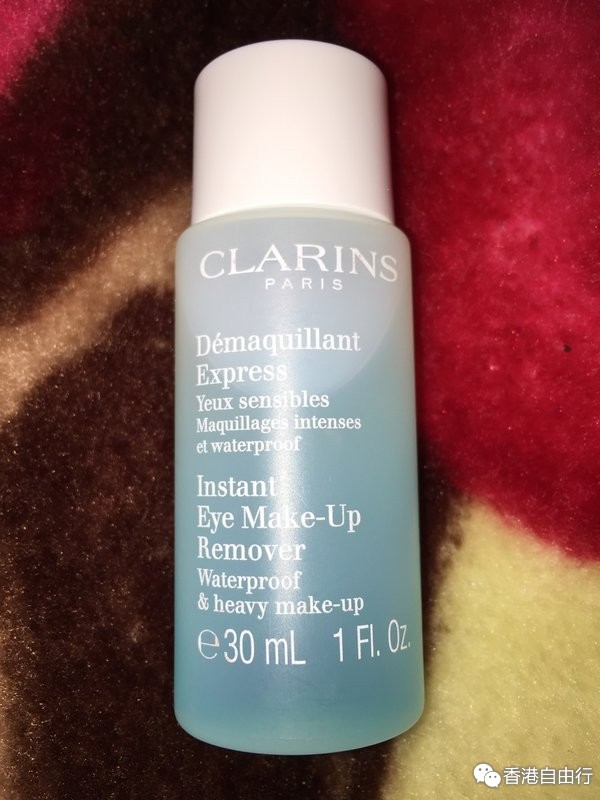 CLARINS
PARIS
Démaquillant
Express
Yeux sensibles
Maquillages intenses
et waterproof
Instant
Eye Make-Up
Remover
Waterproof
& heavy make-up
℮30 mL 1 Fl. Oz.
香港自由行